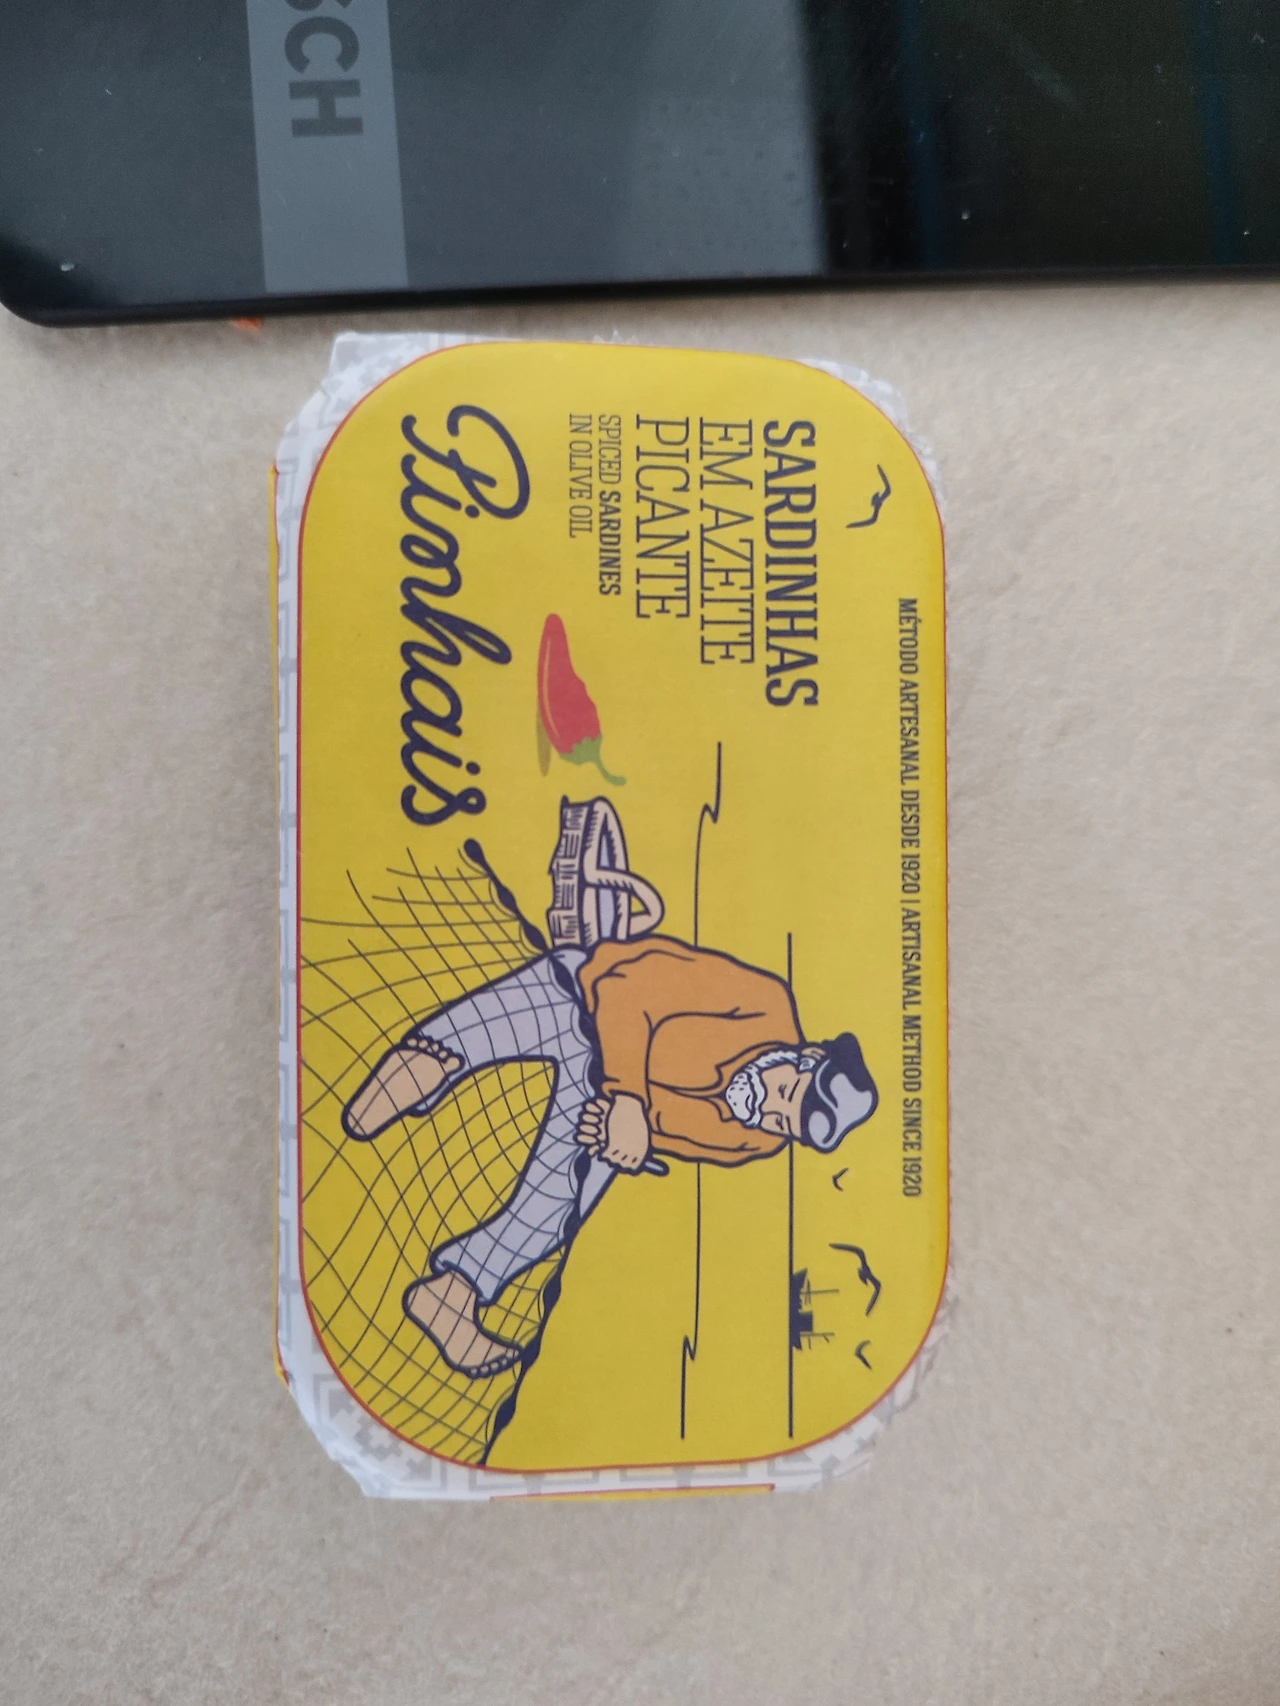 SCH
MÉTODO ARTESANAL DESDE 1920 | ARTISANAL METHOD SINCE 1920
SARDINHAS
EM AZEITE
PICANTE
SPICED SARDINES
IN OLIVE OIL
Pinhais